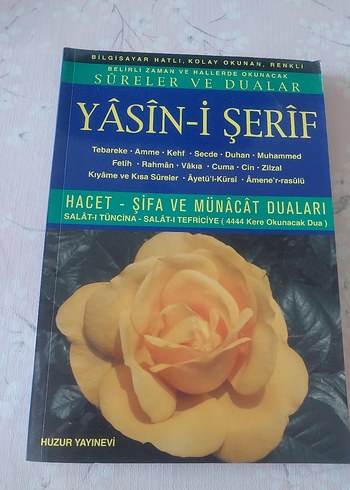 BİLGİSAYAR HATLI, KOLAY OKUNAN, RENKLİ
BELİRLİ ZAMAN VE HALLERDE OKUNACAK
SÛRELER VE DUALAR
YÂSÎN-İ ŞERÎF
Tebareke • Amme • Kehf • Secde • Duhan • Muhammed
Fetih • Rahmân • Vâkıa • Cuma • Cin • Zilzal
Kıyâme ve Kısa Sûreler • Âyetü'l-Kürsî • Âmene'r-rasûlü
HACET - ŞİFA VE MÜNÂCÂT DUALARI
SALÂT-I TÜNCİNA - SALÂT-I TEFRİCİYE ( 4444 Kere Okunacak Dua )
HUZUR YAYINEVİ